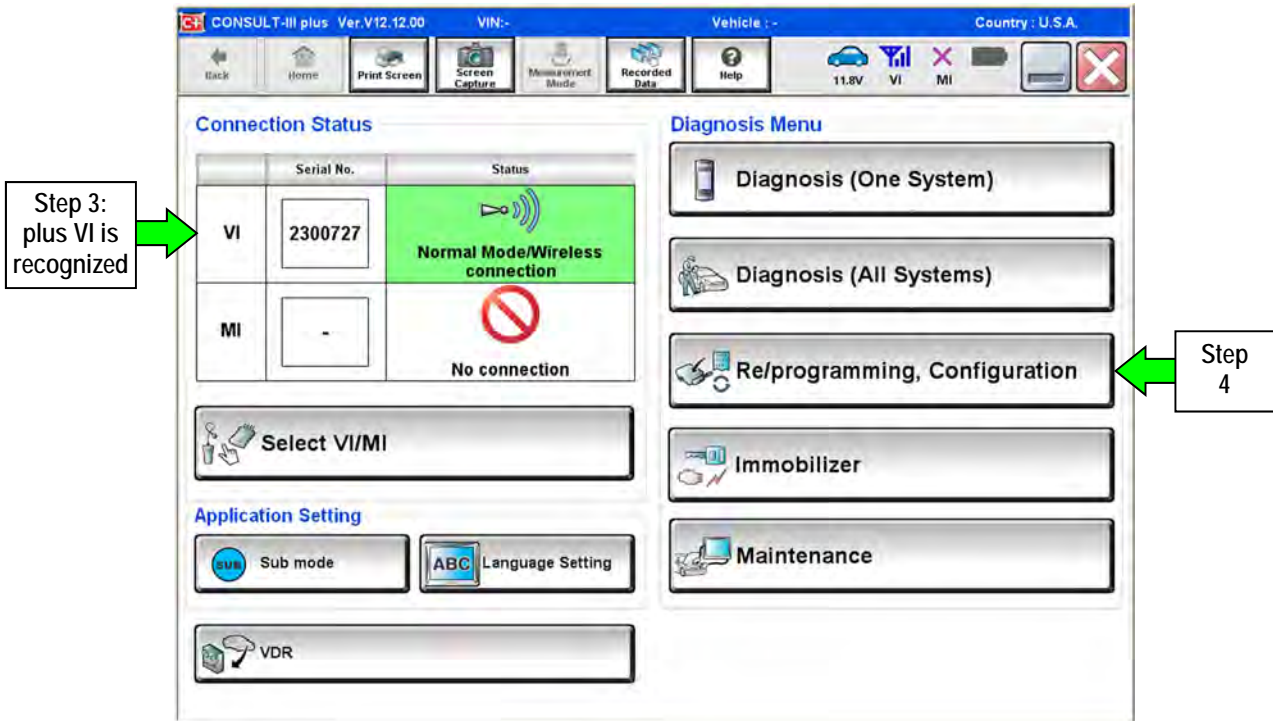 CONSULT-III plus Ver.V12.12.00 VIN:- Vehicle : - Country : U.S.A.
Back
Home
Print Screen
Screen
Capture
Measurement
Mode
Recorded
Data
Help
11.8V
VI
MI
Connection Status
Serial No. Status
VI 2300727
Normal Mode/Wireless
connection
MI -
No connection
Select VI/MI
Application Setting
SUB Sub mode
ABC Language Setting
VDR
Diagnosis Menu
Diagnosis (One System)
Diagnosis (All Systems)
Re/programming, Configuration
Immobilizer
Maintenance
Step 3:
plus VI is
recognized
Step
4